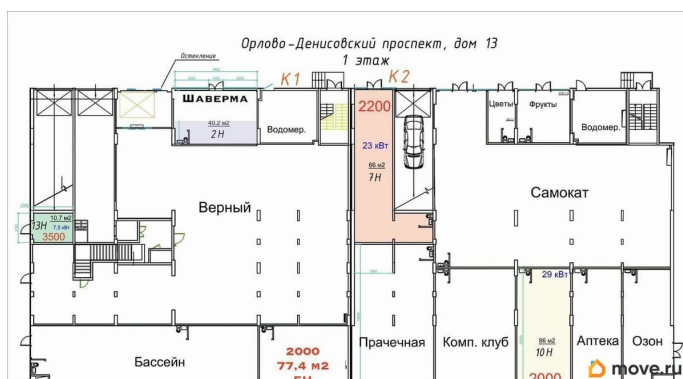 Орлово-Денисовский проспект, дом 13
1 этаж
Остекление
К1
К2
ШАВЕРМА
40.2 м2
2Н
Водомер.
2200
23 кВт
66 м2
7Н
Цветы
Фрукты
Водомер.
Верный
Самокат
10,7 м2
13Н
7,5 кВт
3500
29 кВт
Прачечная
Комп. клуб
86 м2
10Н
Аптека
Озон
Бассейн
2000
77,4 м2
move.ru